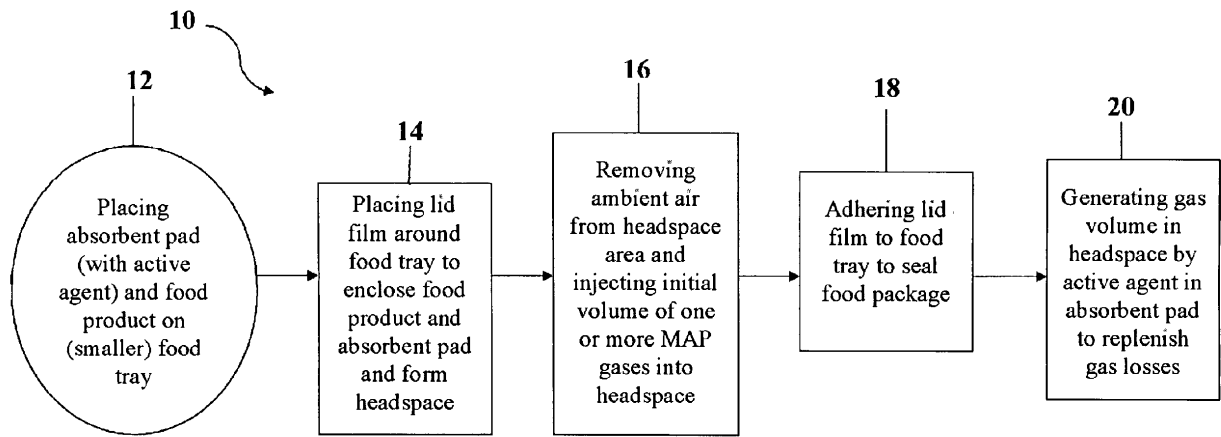 10
12
Placing
absorbent pad
(with active
agent) and food
product on
(smaller) food
tray
14
Placing lid
film around
food tray to
enclose food
product and
absorbent pad
and form
headspace
16
Removing
ambient air
from headspace
area and
injecting initial
volume of one
or more MAP
gases into
headspace
18
Adhering lid
film to food
tray to seal
food package
20
Generating gas
volume in
headspace by
active agent in
absorbent pad
to replenish
gas losses